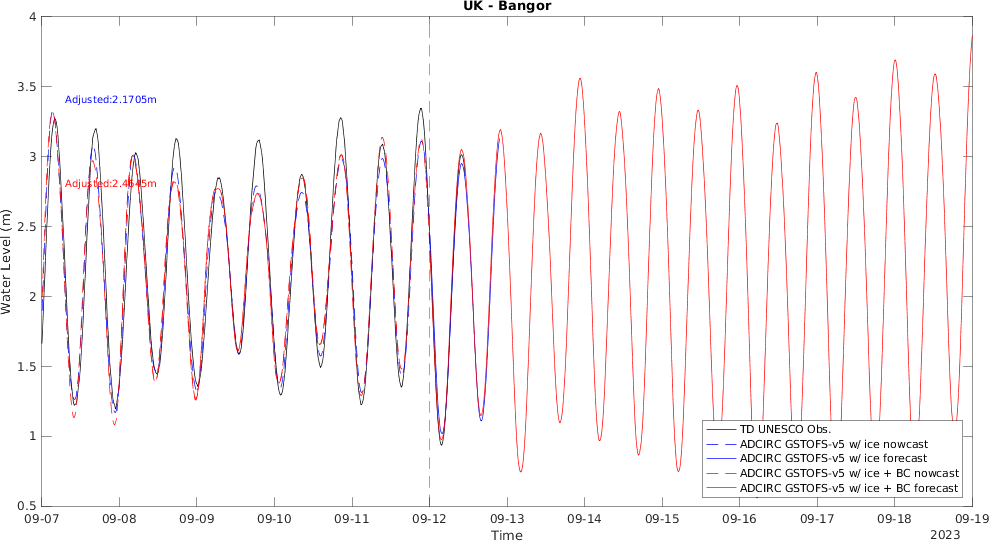 UK - Bangor
4
3.5
3
2.5
2
1.5
1
0.5
Water Level (m)
Adjusted:2.1705m
Adjusted:2.4645m
TD UNESCO Obs.
ADCIRC GSTOFS-v5 w/ ice nowcast
ADCIRC GSTOFS-v5 w/ ice forecast
ADCIRC GSTOFS-v5 w/ ice + BC nowcast
ADCIRC GSTOFS-v5 w/ ice + BC forecast
09-07 09-08 09-09 09-10 09-11 09-12 09-13 09-14 09-15 09-16 09-17 09-18 09-19
Time
2023